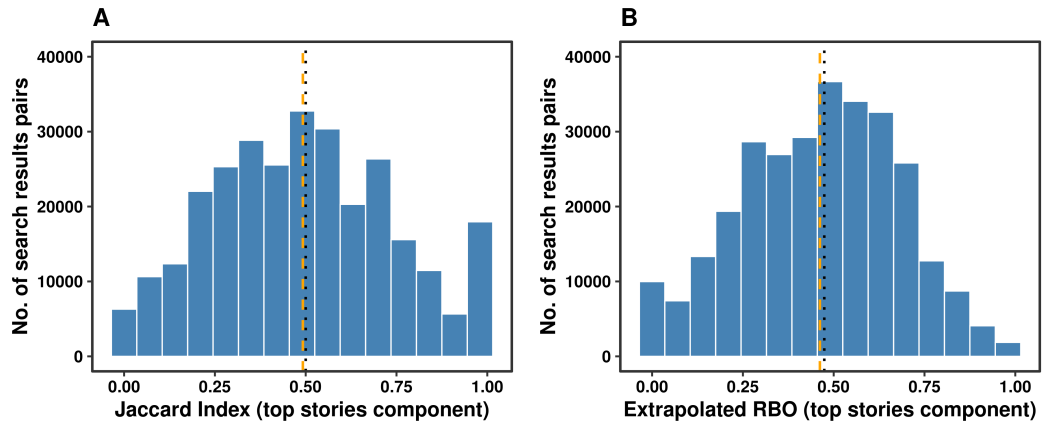 A
No. of search results pairs
40000
30000
20000
10000
0
0.00 0.25 0.50 0.75 1.00
Jaccard Index (top stories component)
B
No. of search results pairs
40000
30000
20000
10000
0
0.00 0.25 0.50 0.75 1.00
Extrapolated RBO (top stories component)